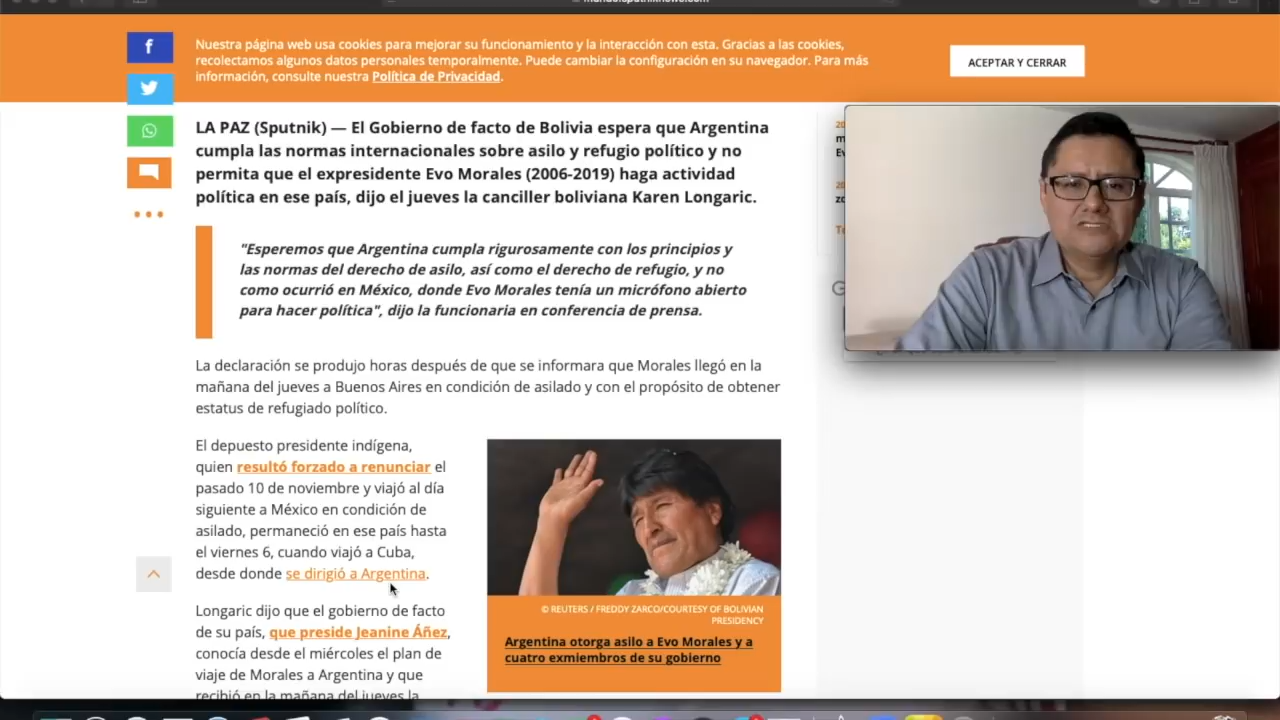 Nuestra página web usa cookies para mejorar su funcionamiento y la interacción con esta. Gracias a las cookies,
recolectamos algunos datos personales temporalmente. Puede cambiar la configuración en su navegador. Para más
información, consulte nuestra Política de Privacidad.
ACEPTAR Y CERRAR
LA PAZ (Sputnik) — El Gobierno de facto de Bolivia espera que Argentina
cumpla las normas internacionales sobre asilo y refugio político y no
permita que el expresidente Evo Morales (2006-2019) haga actividad
política en ese país, dijo el jueves la canciller boliviana Karen Longaric.
"Esperemos que Argentina cumpla rigurosamente con los principios y
las normas del derecho de asilo, así como el derecho de refugio, y no
como ocurrió en México, donde Evo Morales tenía un micrófono abierto
para hacer política", dijo la funcionaria en conferencia de prensa.
La declaración se produjo horas después de que se informara que Morales llegó en la
mañana del jueves a Buenos Aires en condición de asilado y con el propósito de obtener
estatus de refugiado político.
El depuesto presidente indígena,
quien resultó forzado a renunciar el
pasado 10 de noviembre y viajó al día
siguiente a México en condición de
asilado, permaneció en ese país hasta
el viernes 6, cuando viajó a Cuba,
desde donde se dirigió a Argentina.
Longaric dijo que el gobierno de facto
de su país, que preside Jeanine Áñez,
conocía desde el miércoles el plan de
viaje de Morales a Argentina y que
recibió en la mañana del jueves la
© REUTERS / FREDDY ZARCO/COURTESY OF BOLIVIAN
PRESIDENCY
Argentina otorga asilo a Evo Morales y a
cuatro exmiembros de su gobierno